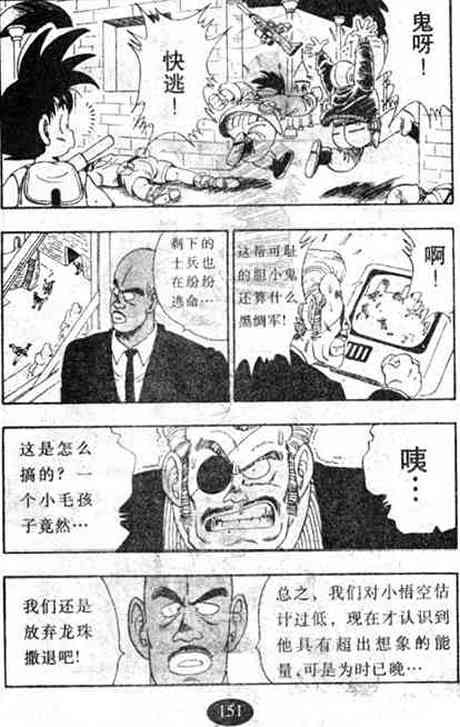 鬼呀！
快逃！
啊！
这帮可耻
的胆小鬼
还算什么
黑绸军!
剩下的
士兵也
在纷纷
逃命…
咦…
这是怎么
搞的？一
个小毛孩
子竟然…
总之，我们对小悟空估
计过低，现在才认识到
他具有超出想象的能
量,可是为时已晚…
我们还是
放弃龙珠
撤退吧!
151